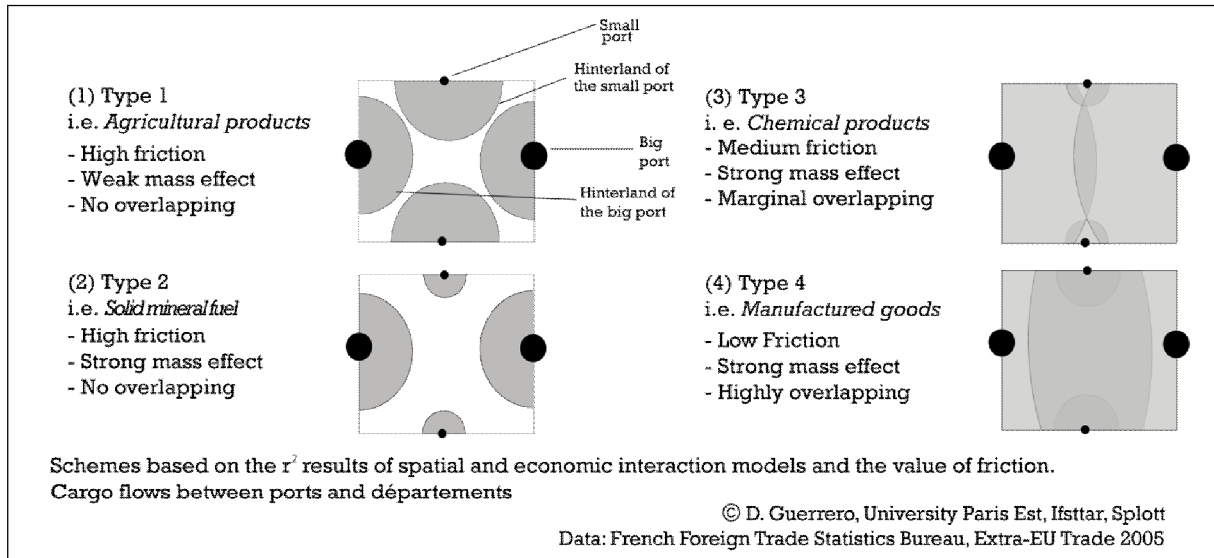 Small
port
Hinterland of
the small port
(1) Type 1
i.e. Agricultural products
- High friction
- Weak mass effect
- No overlapping
Big
port
Hinterland of
the big port
(2) Type 2
i.e. Solid mineral fuel
- High friction
- Strong mass effect
- No overlapping
(3) Type 3
i. e. Chemical products
- Medium friction
- Strong mass effect
- Marginal overlapping
(4) Type 4
i.e. Manufactured goods
- Low Friction
- Strong mass effect
- Highly overlapping
Schemes based on the r² results of spatial and economic interaction models and the value of friction.
Cargo flows between ports and départements
© D. Guerrero, University Paris Est, Ifsttar, Splott
Data: French Foreign Trade Statistics Bureau, Extra-EU Trade 2005